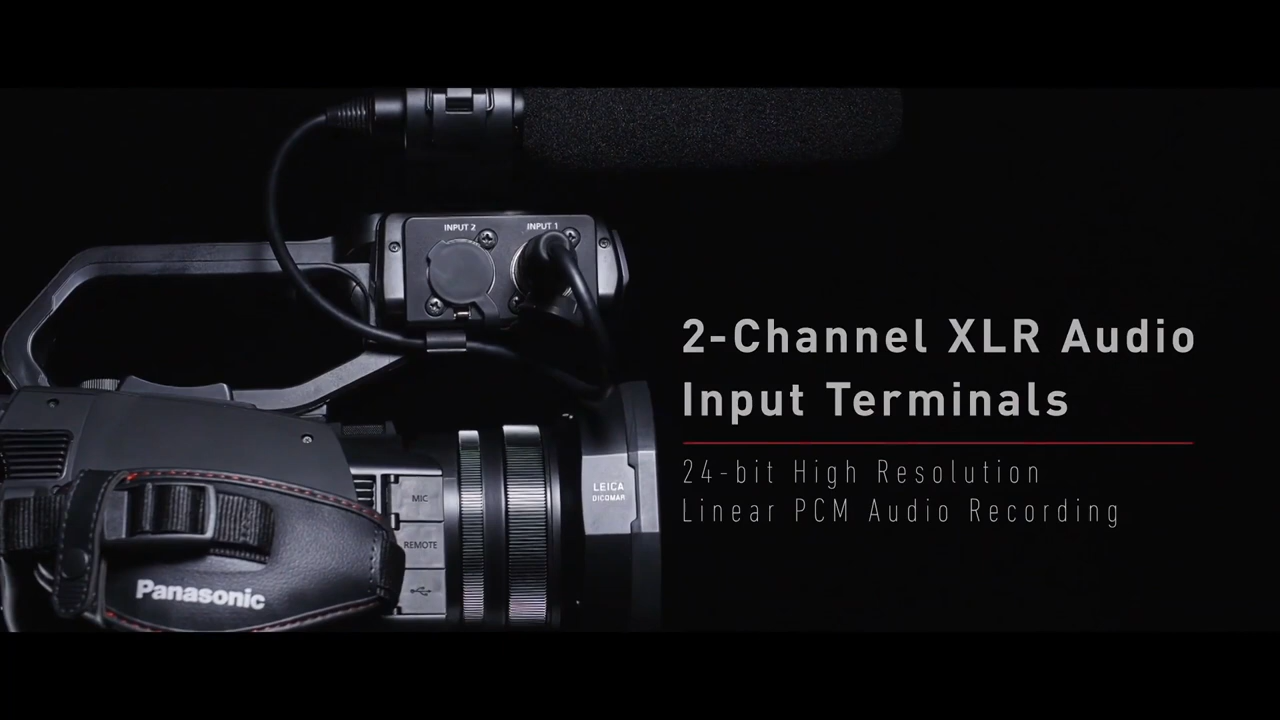 INPUT 2
INPUT 1
2-Channel XLR Audio
Input Terminals
24-bit High Resolution
Linear PCM Audio Recording
LEICA
DICOMAR
MIC
REMOTE
Panasonic